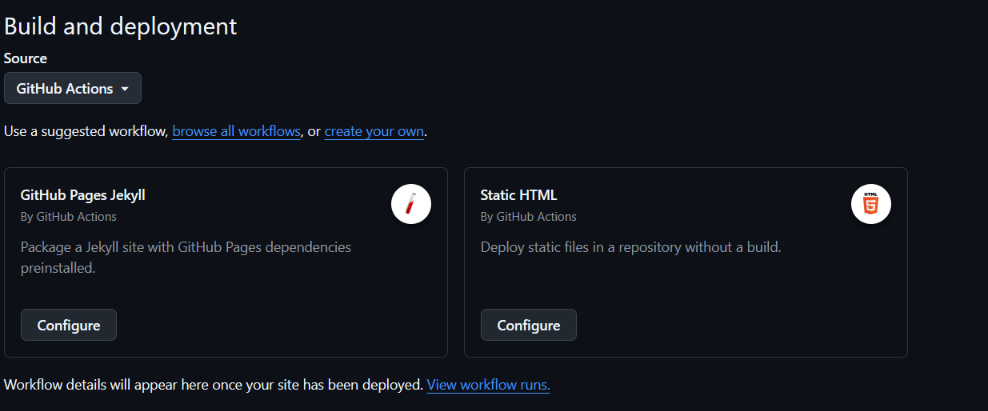 Build and deployment
Source
GitHub Actions
Use a suggested workflow, browse all workflows, or create your own.
GitHub Pages Jekyll
By GitHub Actions
Package a Jekyll site with GitHub Pages dependencies
preinstalled.
Configure
Static HTML
HTML
5
By GitHub Actions
Deploy static files in a repository without a build.
Configure
Workflow details will appear here once your site has been deployed. View workflow runs.